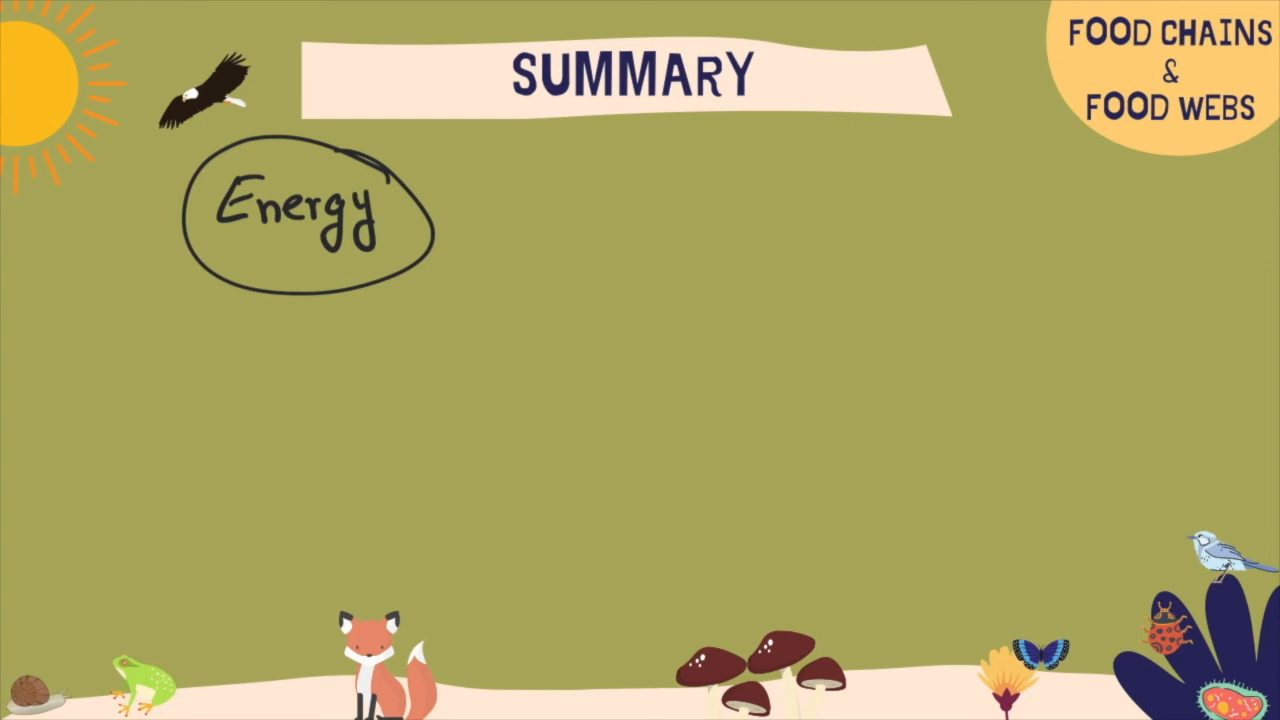 SUMMARY
FOOD CHAINS
&
FOOD WEBS
Energy